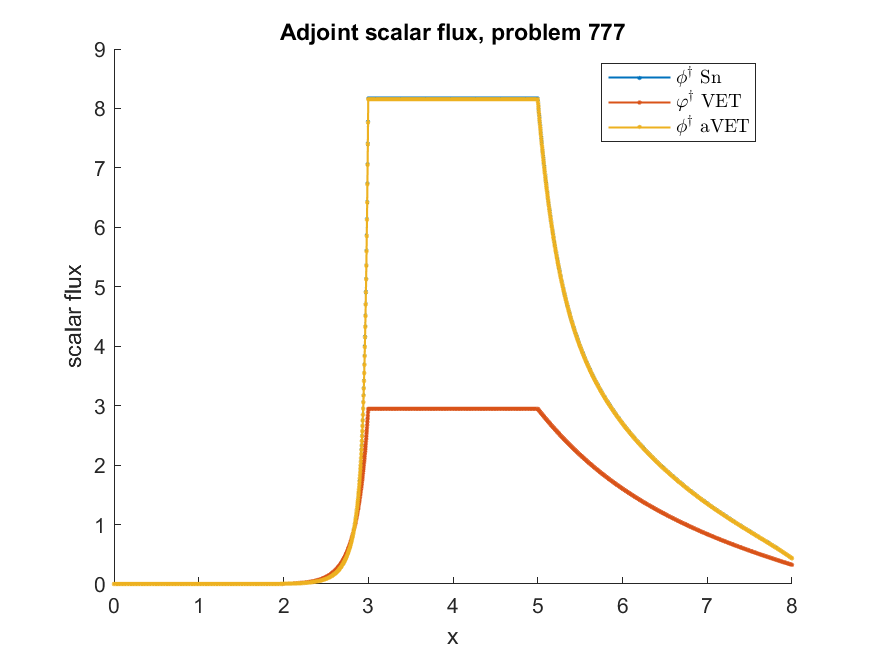 Adjoint scalar flux, problem 777
9
8
7
6
5
4
3
2
1
0
scalar flux
ϕ† Sn
φ† VET
ϕ† aVET
0 1 2 3 4 5 6 7 8
x